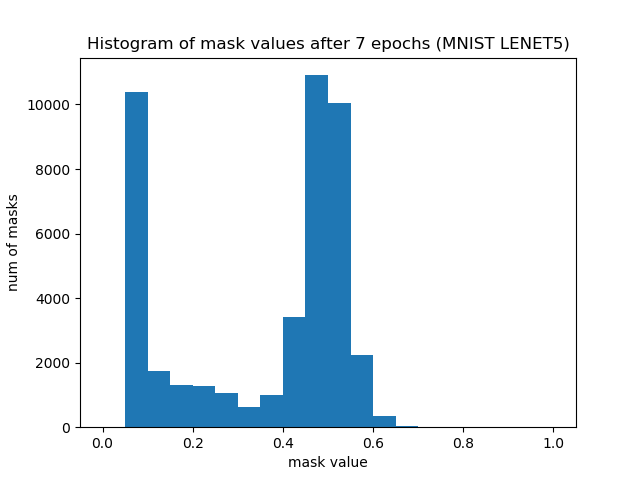 Histogram of mask values after 7 epochs (MNIST LENET5)
num of masks
10000
8000
6000
4000
2000
0
0.0 0.2 0.4 0.6 0.8 1.0
mask value